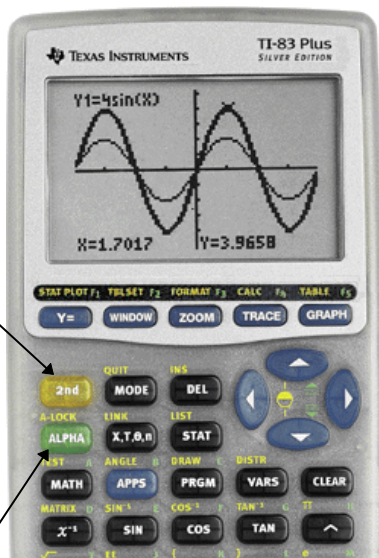 TEXAS INSTRUMENTS
TI-83 Plus
SILVER EDITION
Y1=4sin(X)
X=1.7017 Y=3.9658
STAT PLOT F1 TBLSET F2 FORMAT F3 CALC F4 TABLE F5
Y= WINDOW ZOOM TRACE GRAPH
QUIT INS
2nd MODE DEL
A-LOCK LINK LIST
ALPHA X,T,θ,n STAT
TEST A ANGLE B DRAW C DISTR
MATH APPS PRGM VARS CLEAR
MATRIX D SIN⁻¹ E COS⁻¹ F TAN⁻¹ G π H
x⁻¹ SIN COS TAN ^